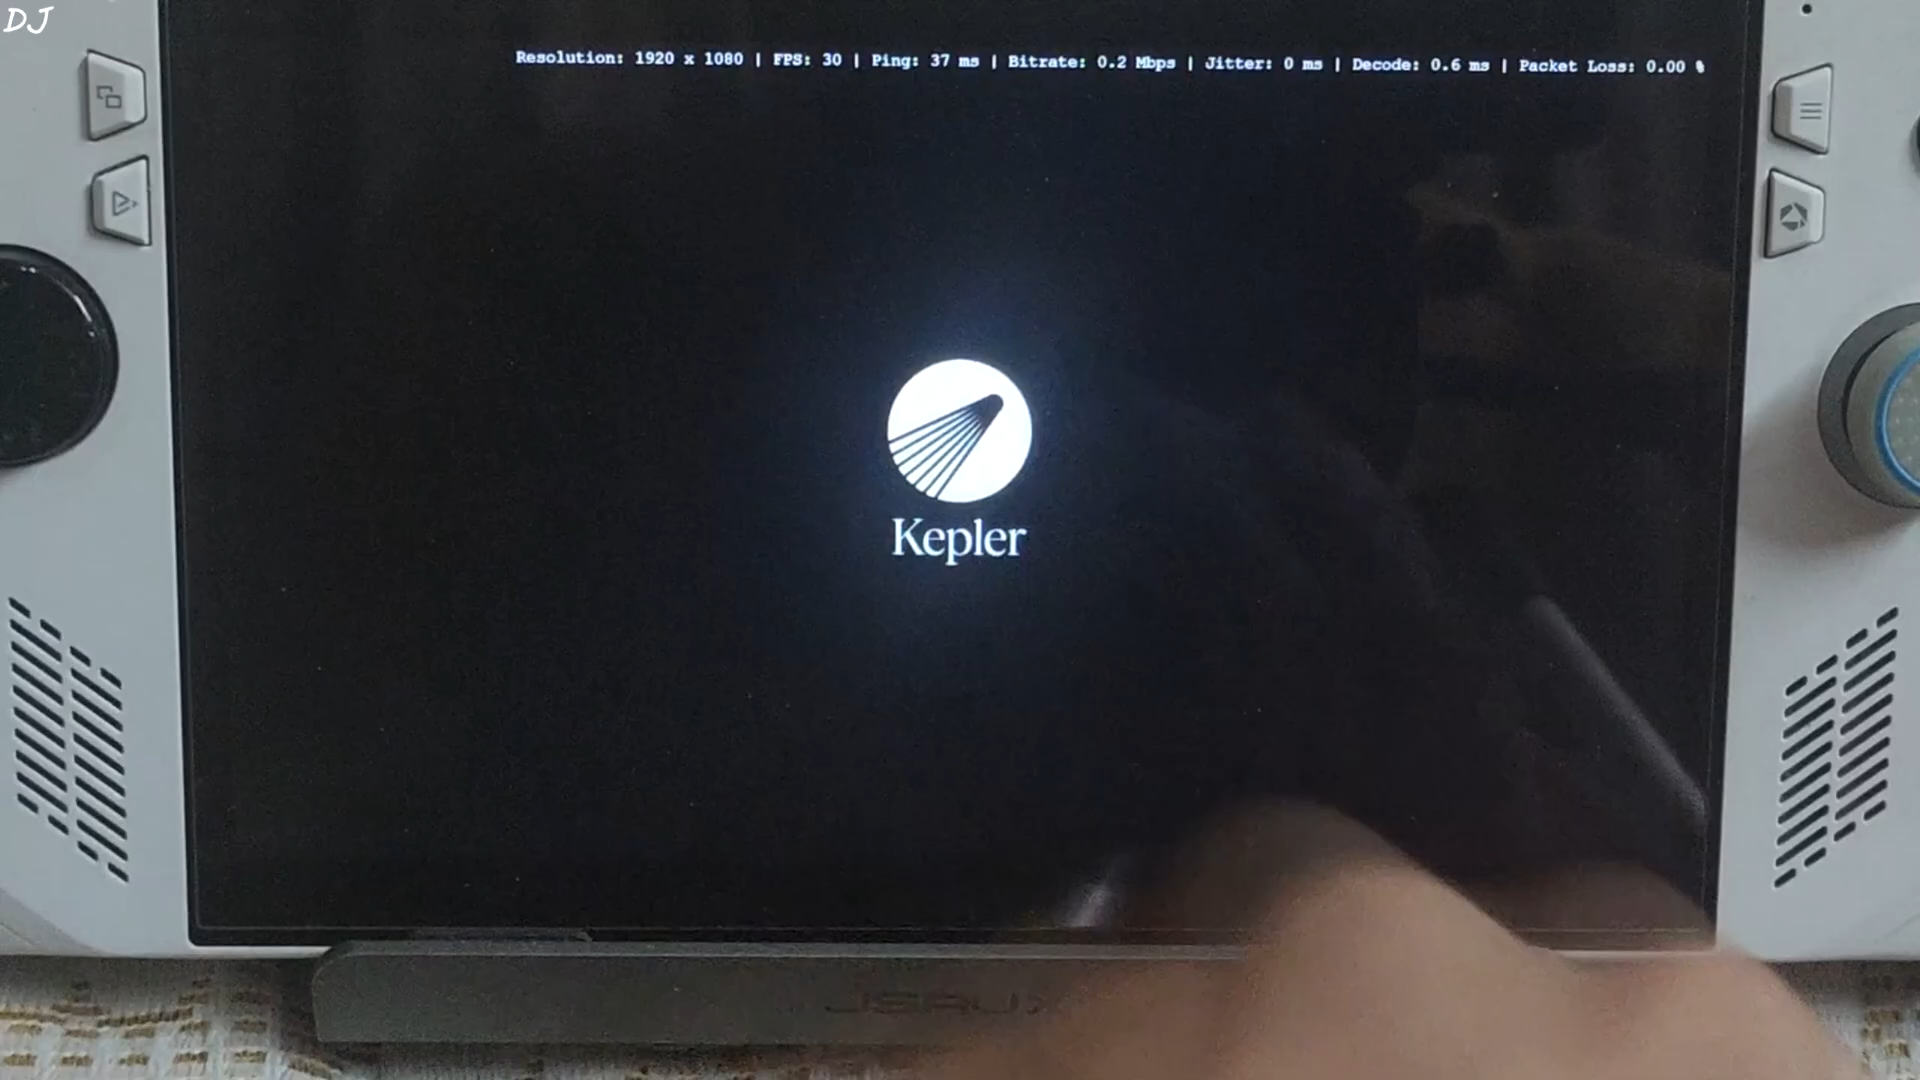 DJ
Resolution: 1920 x 1080 | FPS: 30 | Ping: 37 ms | Bitrate: 0.2 Mbps | Jitter: 0 ms | Decode: 0.6 ms | Packet Loss: 0.00 %
Kepler
JSAUX